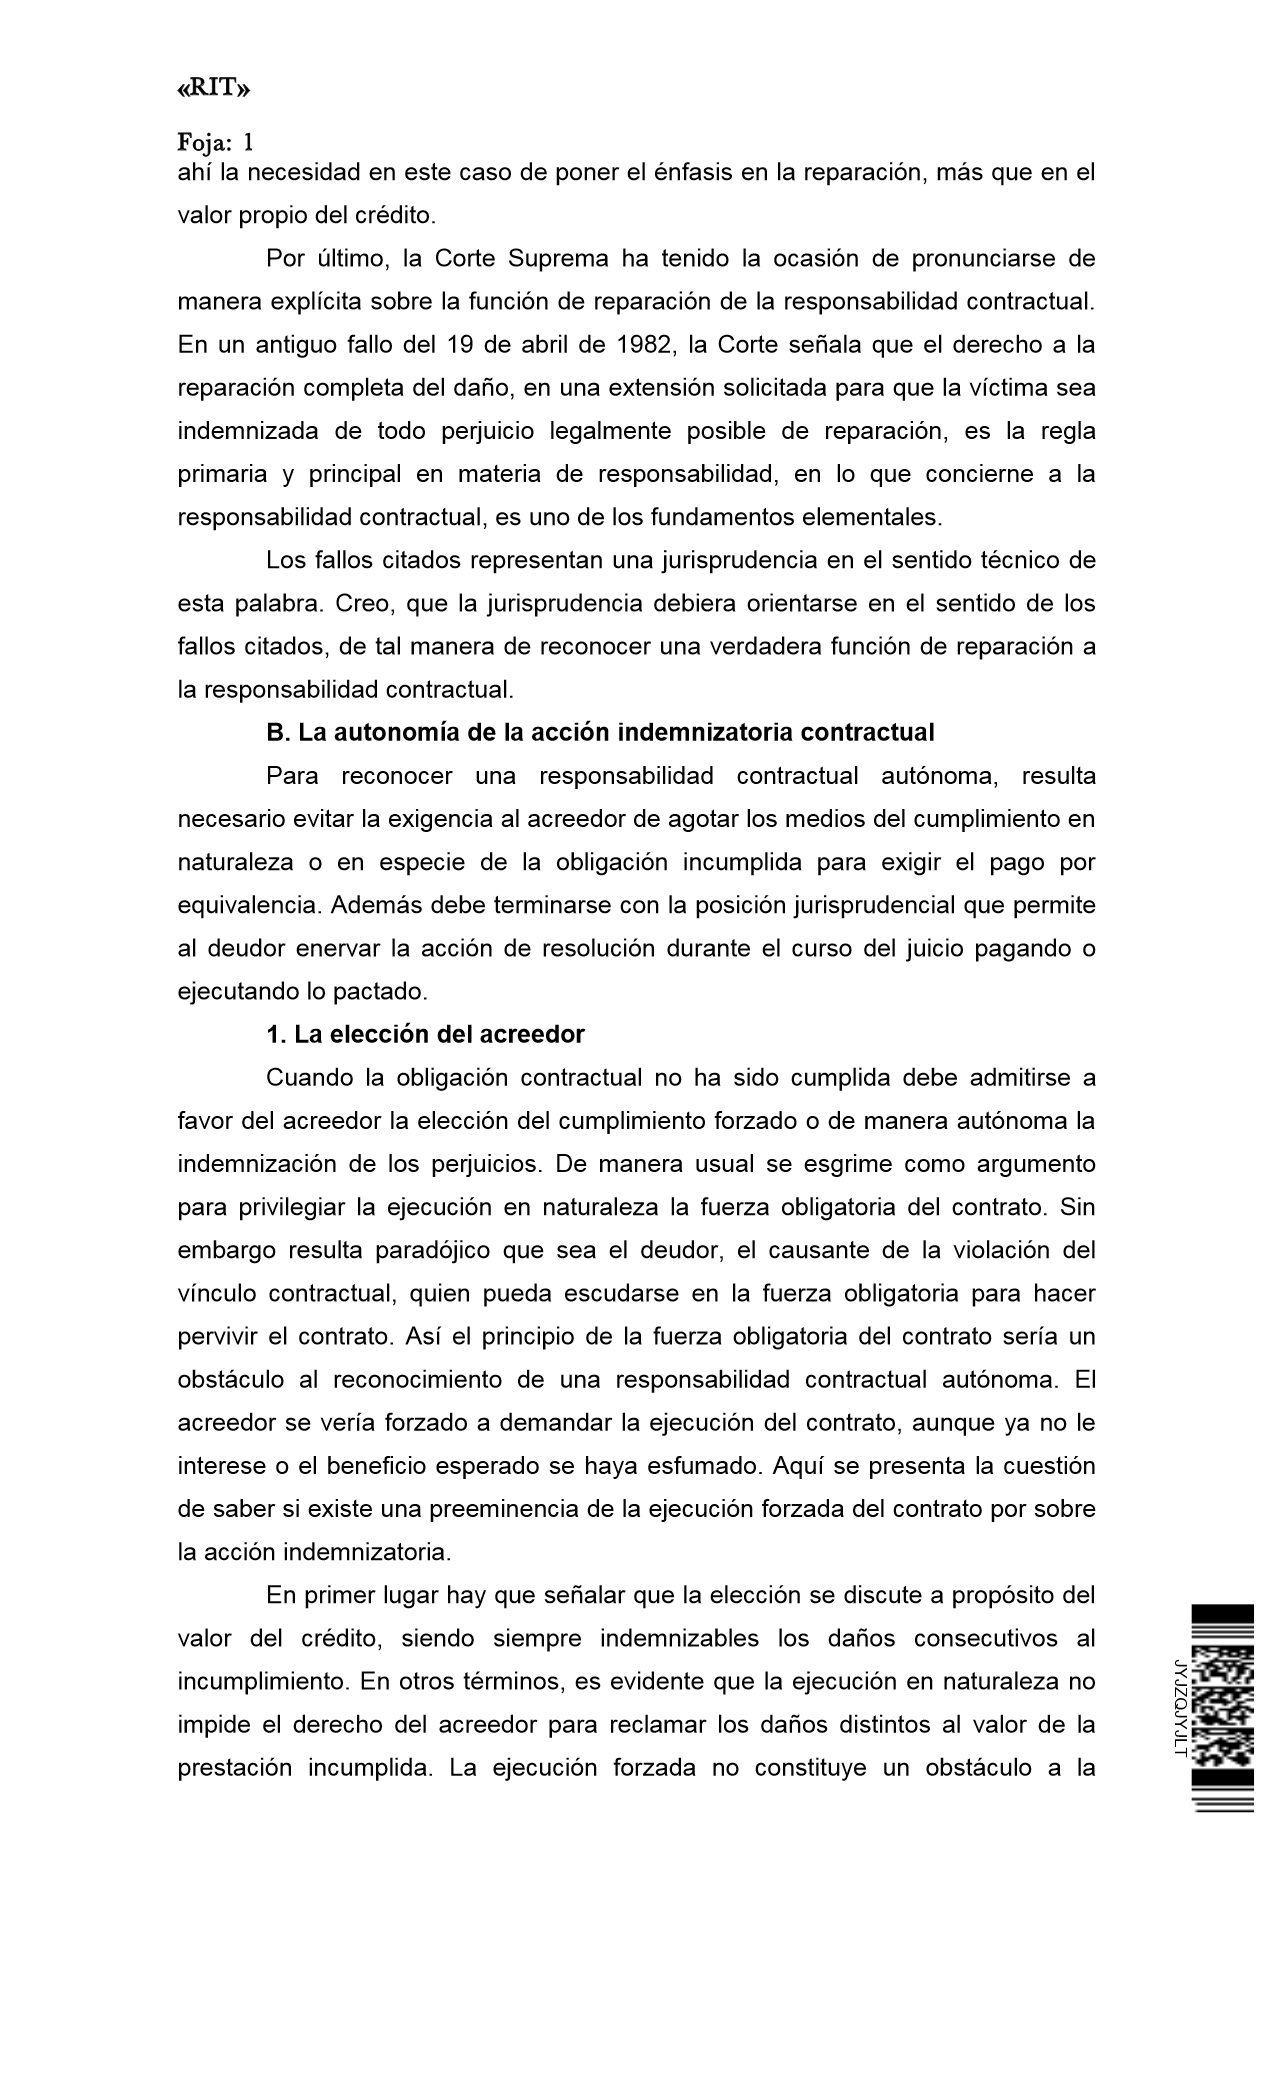 «RIT»
Foja: 1
ahí la necesidad en este caso de poner el énfasis en la reparación, más que en el
valor propio del crédito.
Por último, la Corte Suprema ha tenido la ocasión de pronunciarse de
manera explícita sobre la función de reparación de la responsabilidad contractual.
En un antiguo fallo del 19 de abril de 1982, la Corte señala que el derecho a la
reparación completa del daño, en una extensión solicitada para que la víctima sea
indemnizada de todo perjuicio legalmente posible de reparación, es la regla
primaria y principal en materia de responsabilidad, en lo que concierne a la
responsabilidad contractual, es uno de los fundamentos elementales.
Los fallos citados representan una jurisprudencia en el sentido técnico de
esta palabra. Creo, que la jurisprudencia debiera orientarse en el sentido de los
fallos citados, de tal manera de reconocer una verdadera función de reparación a
la responsabilidad contractual.
B. La autonomía de la acción indemnizatoria contractual
Para reconocer una responsabilidad contractual autónoma, resulta
necesario evitar la exigencia al acreedor de agotar los medios del cumplimiento en
naturaleza o en especie de la obligación incumplida para exigir el pago por
equivalencia. Además debe terminarse con la posición jurisprudencial que permite
al deudor enervar la acción de resolución durante el curso del juicio pagando o
ejecutando lo pactado.
1. La elección del acreedor
Cuando la obligación contractual no ha sido cumplida debe admitirse a
favor del acreedor la elección del cumplimiento forzado o de manera autónoma la
indemnización de los perjuicios. De manera usual se esgrime como argumento
para privilegiar la ejecución en naturaleza la fuerza obligatoria del contrato. Sin
embargo resulta paradójico que sea el deudor, el causante de la violación del
vínculo contractual, quien pueda escudarse en la fuerza obligatoria para hacer
pervivir el contrato. Así el principio de la fuerza obligatoria del contrato sería un
obstáculo al reconocimiento de una responsabilidad contractual autónoma. El
acreedor se vería forzado a demandar la ejecución del contrato, aunque ya no le
interese o el beneficio esperado se haya esfumado. Aquí se presenta la cuestión
de saber si existe una preeminencia de la ejecución forzada del contrato por sobre
la acción indemnizatoria.
En primer lugar hay que señalar que la elección se discute a propósito del
valor del crédito, siendo siempre indemnizables los daños consecutivos al
incumplimiento. En otros términos, es evidente que la ejecución en naturaleza no
impide el derecho del acreedor para reclamar los daños distintos al valor de la
prestación incumplida. La ejecución forzada no constituye un obstáculo a la
JYJZQJYJLT